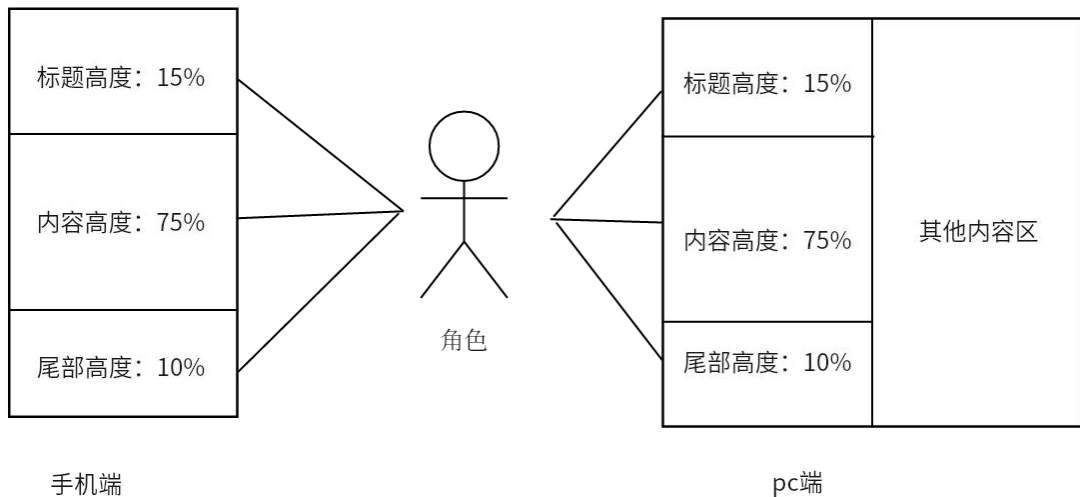 标题高度：15%
内容高度：75%
尾部高度：10%
手机端
角色
标题高度：15%
内容高度：75%
尾部高度：10%
其他内容区
pc端